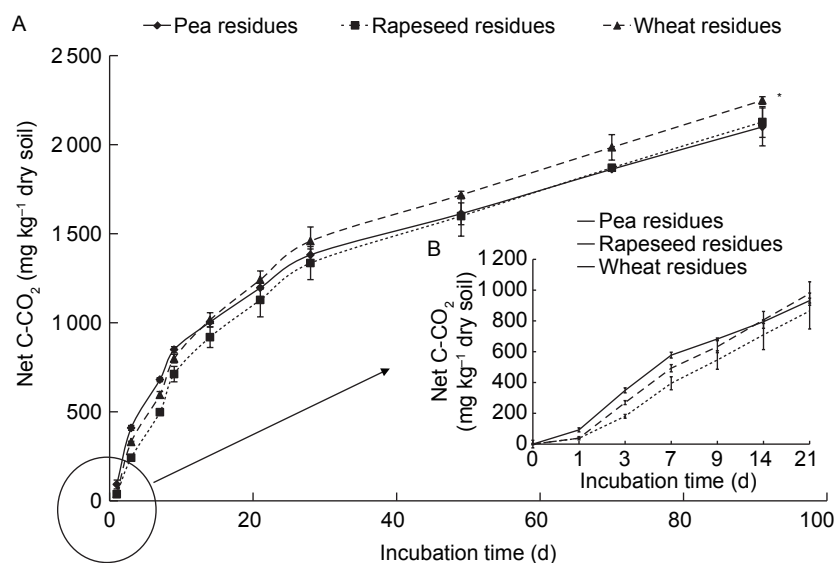 A
Pea residues Rapeseed residues Wheat residues
2 500
2 000
1 500
1 000
500
0
Net C-CO₂ (mg kg⁻¹ dry soil)
0 20 40 60 80 100
Incubation time (d)
*
B
Pea residues
Rapeseed residues
Wheat residues
1 200
1 000
800
600
400
200
0
Net C-CO₂
(mg kg⁻¹ dry soil)
0 1 3 7 9 14 21
Incubation time (d)